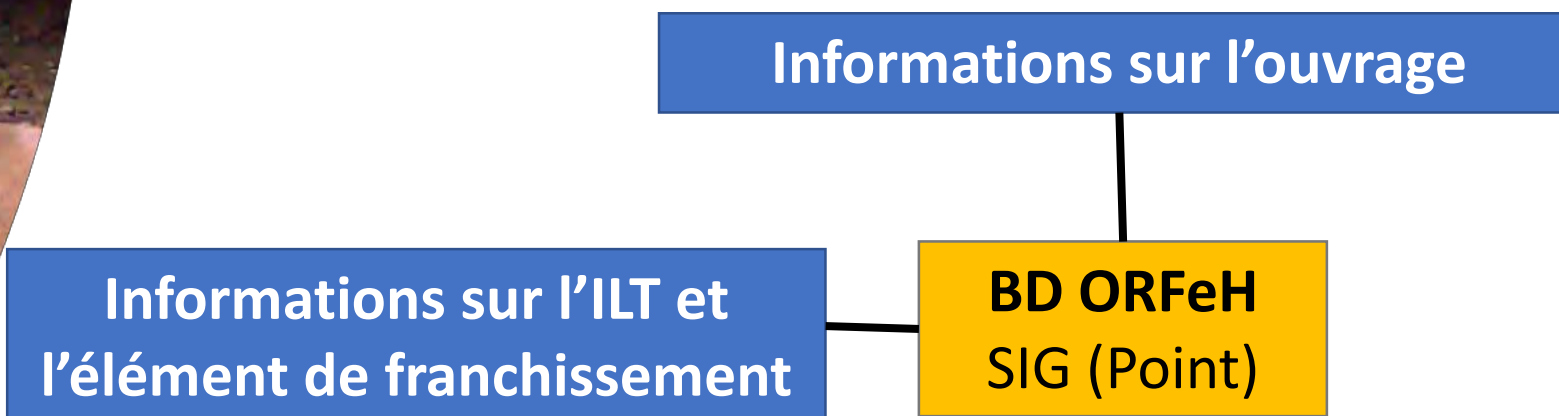 Informations sur l’ouvrage
Informations sur l’ILT et
l’élément de franchissement
BD ORFeH
SIG (Point)